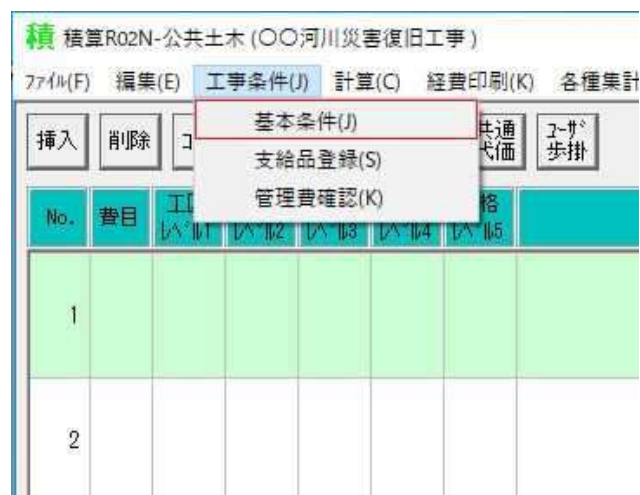 積 積算R02N-公共土木 (〇〇河川災害復旧工事)
ファイル(F) 編集(E) 工事条件(J) 計算(C) 経費印刷(K) 各種集計
基本条件(J)
支給品登録(S)
管理費確認(K)
挿入 削除 共通 ユーザ
代価 歩掛
No. 費目 レベル1 レベル2 レベル3 レベル4 レベル5
1
2